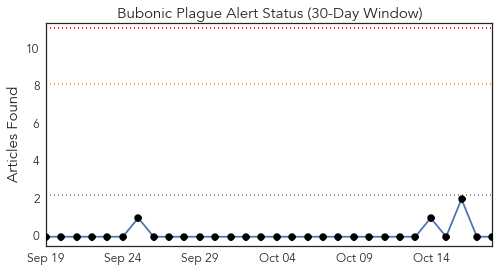 Bubonic Plague Alert Status (30-Day Window)
Articles Found
10
8
6
4
2
0
Sep 19 Sep 24 Sep 29 Oct 04 Oct 09 Oct 14